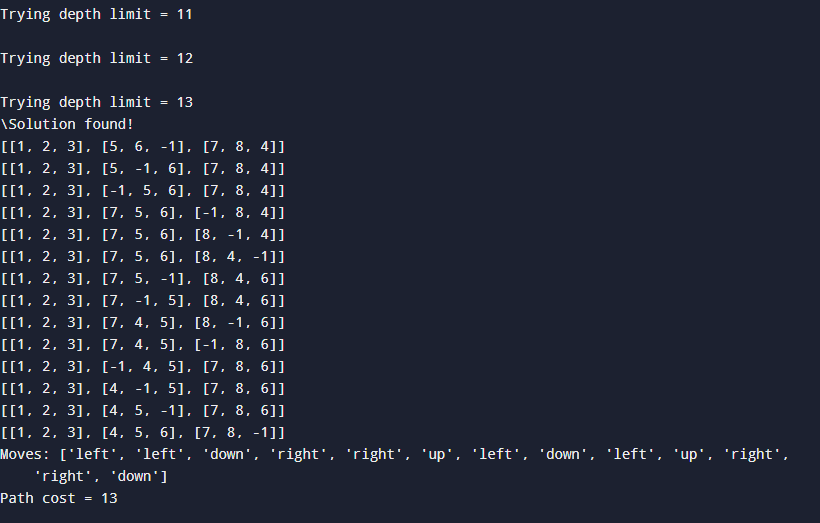 Trying depth limit = 11
Trying depth limit = 12
Trying depth limit = 13
\Solution found!
[[1, 2, 3], [5, 6, -1], [7, 8, 4]]
[[1, 2, 3], [5, -1, 6], [7, 8, 4]]
[[1, 2, 3], [-1, 5, 6], [7, 8, 4]]
[[1, 2, 3], [7, 5, 6], [-1, 8, 4]]
[[1, 2, 3], [7, 5, 6], [8, -1, 4]]
[[1, 2, 3], [7, 5, 6], [8, 4, -1]]
[[1, 2, 3], [7, 5, -1], [8, 4, 6]]
[[1, 2, 3], [7, -1, 5], [8, 4, 6]]
[[1, 2, 3], [7, 4, 5], [8, -1, 6]]
[[1, 2, 3], [7, 4, 5], [-1, 8, 6]]
[[1, 2, 3], [-1, 4, 5], [7, 8, 6]]
[[1, 2, 3], [4, -1, 5], [7, 8, 6]]
[[1, 2, 3], [4, 5, -1], [7, 8, 6]]
[[1, 2, 3], [4, 5, 6], [7, 8, -1]]
Moves: ['left', 'left', 'down', 'right', 'right', 'up', 'left', 'down', 'left', 'up', 'right',
'right', 'down']
Path cost = 13